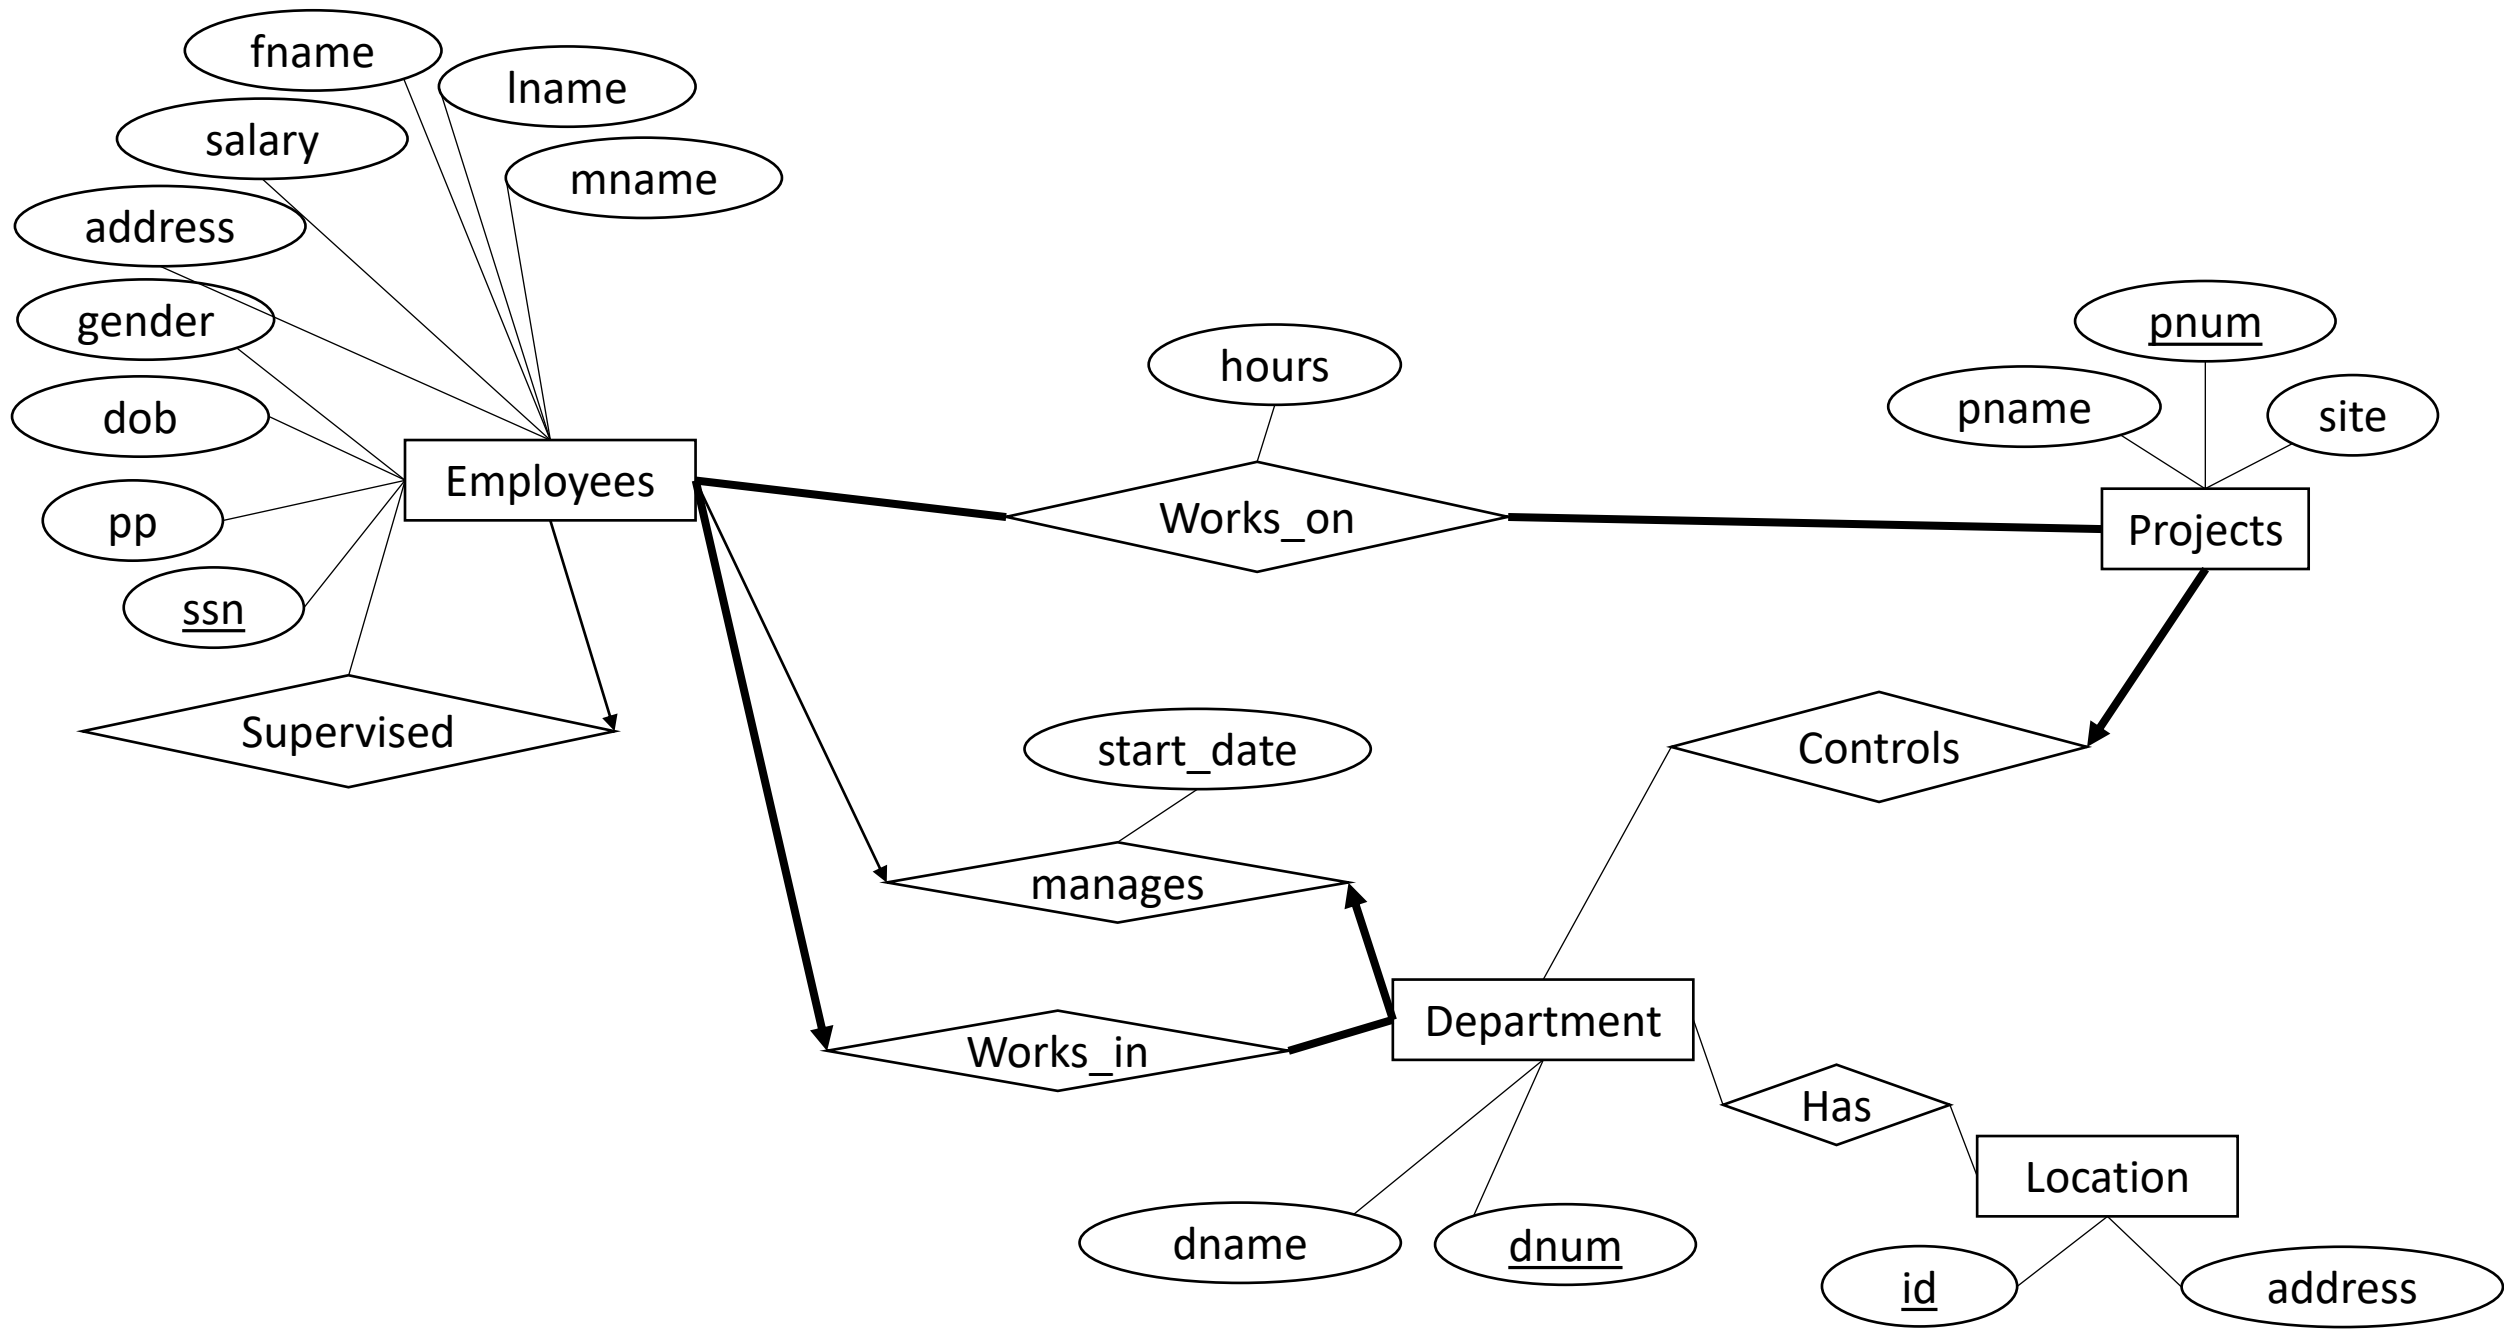 fname
lname
salary
mname
address
gender
pnum
hours
pname
site
dob
Employees
Works_on
Projects
pp
ssn
Supervised
start_date
Controls
manages
Department
Works_in
Has
Location
dname
dnum
id
address